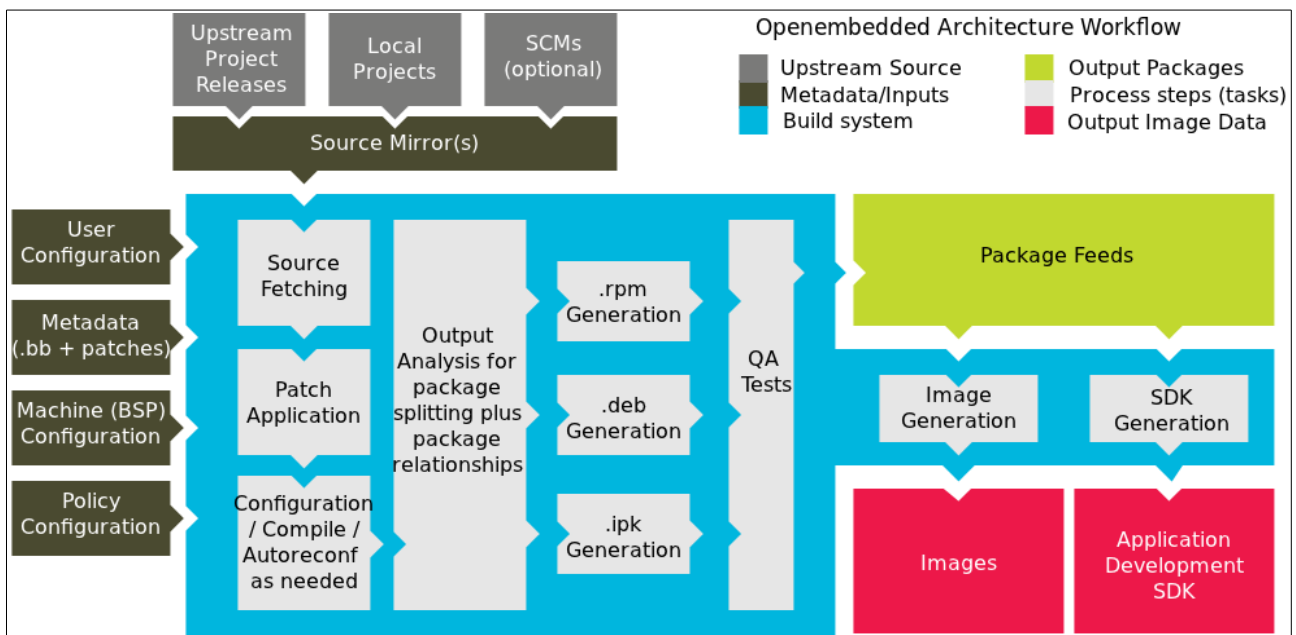 Openembedded Architecture Workflow
Upstream Source
Metadata/Inputs
Build system
Output Packages
Process steps (tasks)
Output Image Data
Upstream
Project
Releases
Local
Projects
SCMs
(optional)
Source Mirror(s)
User
Configuration
Metadata
(.bb + patches)
Machine (BSP)
Configuration
Policy
Configuration
Source
Fetching
Patch
Application
Configuration
/ Compile /
Autoreconf
as needed
Output
Analysis for
package
splitting plus
package
relationships
.rpm
Generation
.deb
Generation
.ipk
Generation
QA
Tests
Package Feeds
Image
Generation
SDK
Generation
Images
Application
Development
SDK